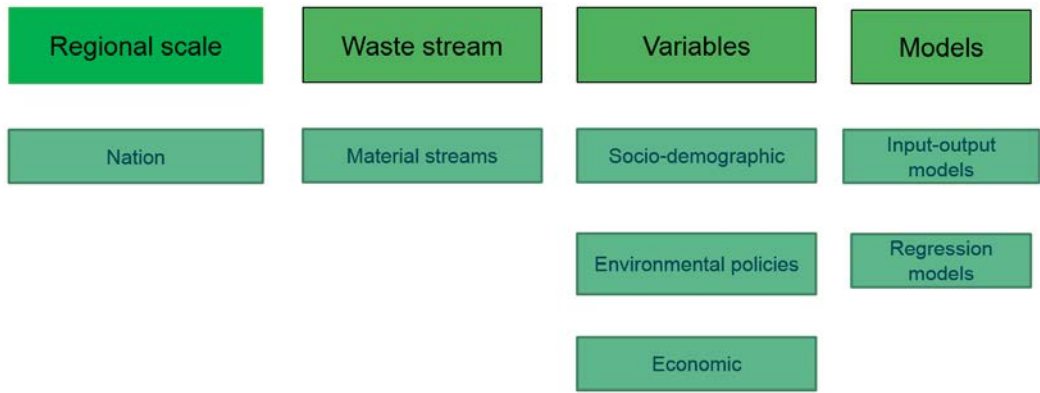 Regional scale
Waste stream
Variables
Models
Nation
Material streams
Socio-demographic
Input-output
models
Environmental policies
Regression
models
Economic